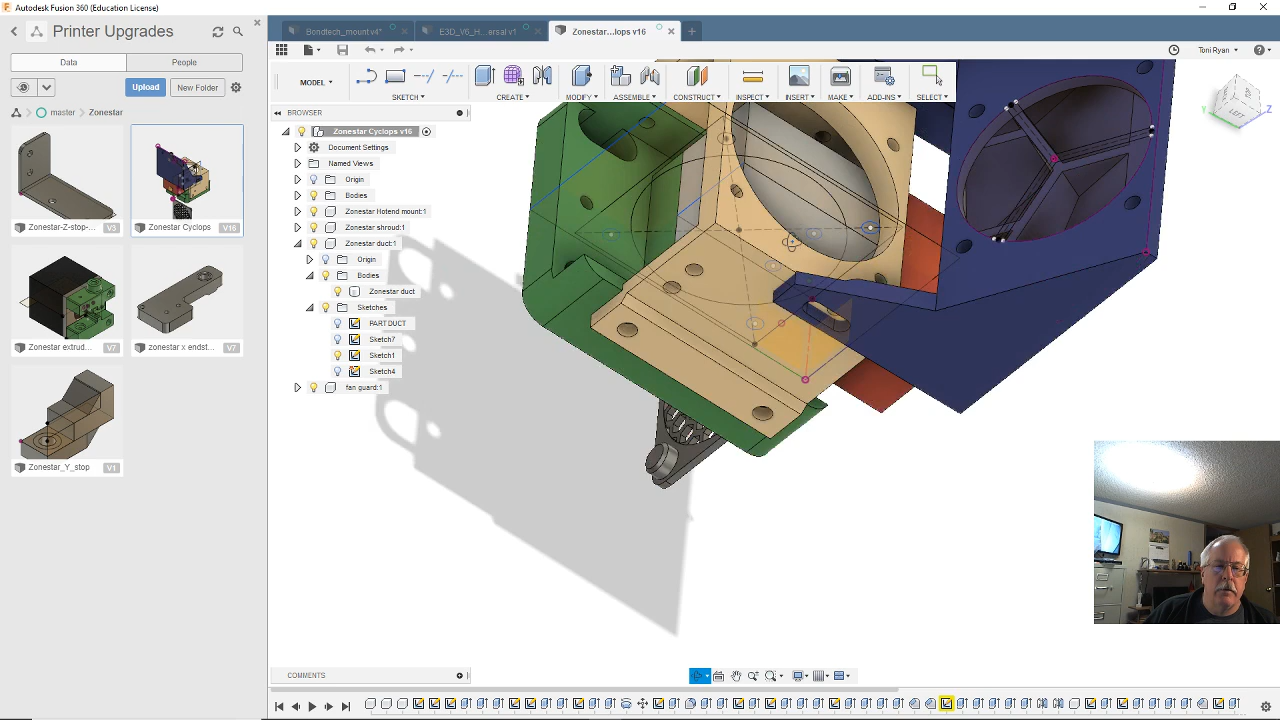 Autodesk Fusion 360 (Education License)
Printer Upgrades
Data
People
Upload
New Folder
master
Zonestar
Zonestar-Z-stop-...
V3
Zonestar Cyclops
V16
Zonestar extrud...
V7
zonestar x endst...
V7
Zonestar_Y_stop
V1
Bondtech_mount v4*
E3D_V6_H...ersal v1
Zonestar...lops v16
Toni Ryan
MODEL
SKETCH
CREATE
MODIFY
ASSEMBLE
CONSTRUCT
INSPECT
INSERT
MAKE
ADD-INS
SELECT
BROWSER
Zonestar Cyclops v16
Document Settings
Named Views
Origin
Bodies
Zonestar Hotend mount:1
Zonestar shroud:1
Zonestar duct:1
Origin
Bodies
Zonestar duct
Sketches
PART DUCT
Sketch7
Sketch1
Sketch4
fan guard:1
LEFT
Y
Z
COMMENTS